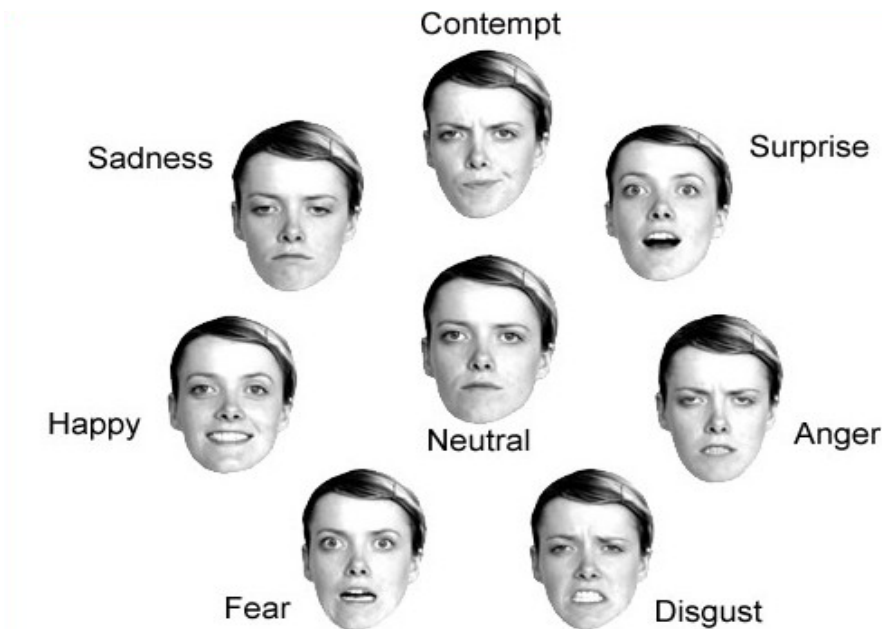 Contempt
Sadness
Surprise
Happy
Neutral
Anger
Fear
Disgust